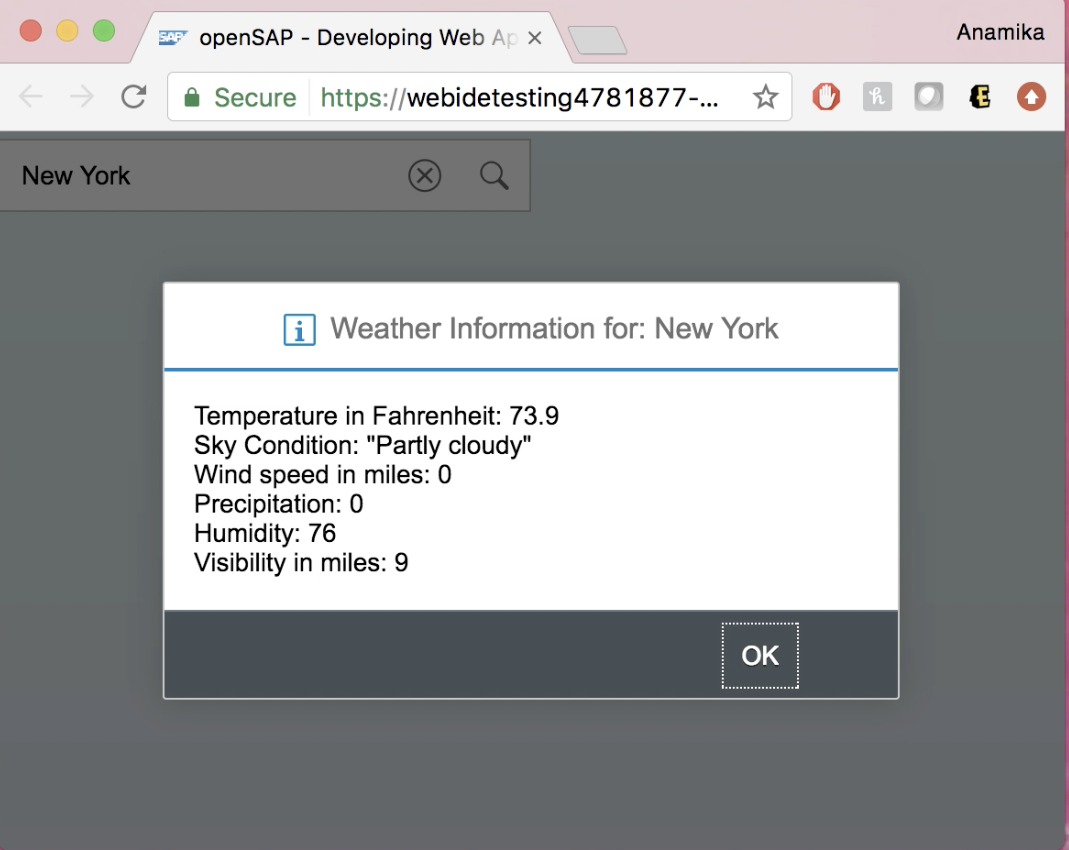 SAP openSAP - Developing Web Ap
Anamika
Secure https://webidetesting4781877-...
New York
Weather Information for: New York
Temperature in Fahrenheit: 73.9
Sky Condition: "Partly cloudy"
Wind speed in miles: 0
Precipitation: 0
Humidity: 76
Visibility in miles: 9
OK